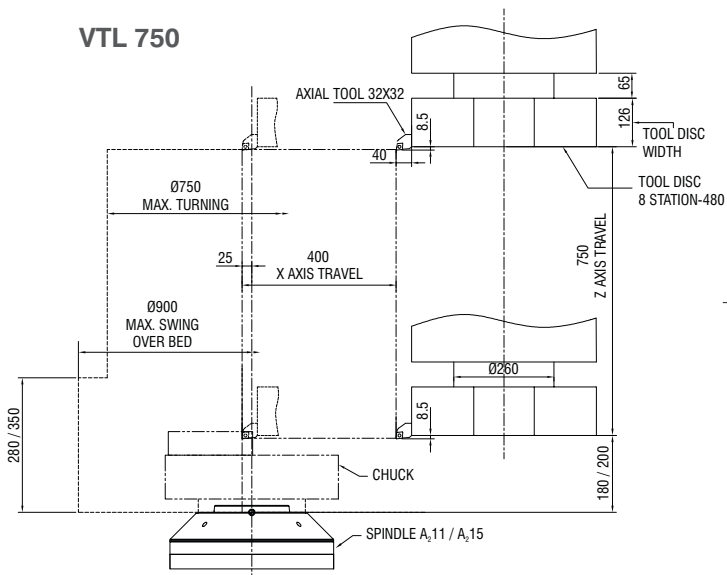 VTL 750
AXIAL TOOL 32X32
8.5
40
65
126
TOOL DISC
WIDTH
TOOL DISC
8 STATION-480
Ø750
MAX. TURNING
25
400
X AXIS TRAVEL
750
Z AXIS TRAVEL
Ø900
MAX. SWING
OVER BED
Ø260
8.5
280 / 350
180 / 200
CHUCK
SPINDLE A₂11 / A₂15